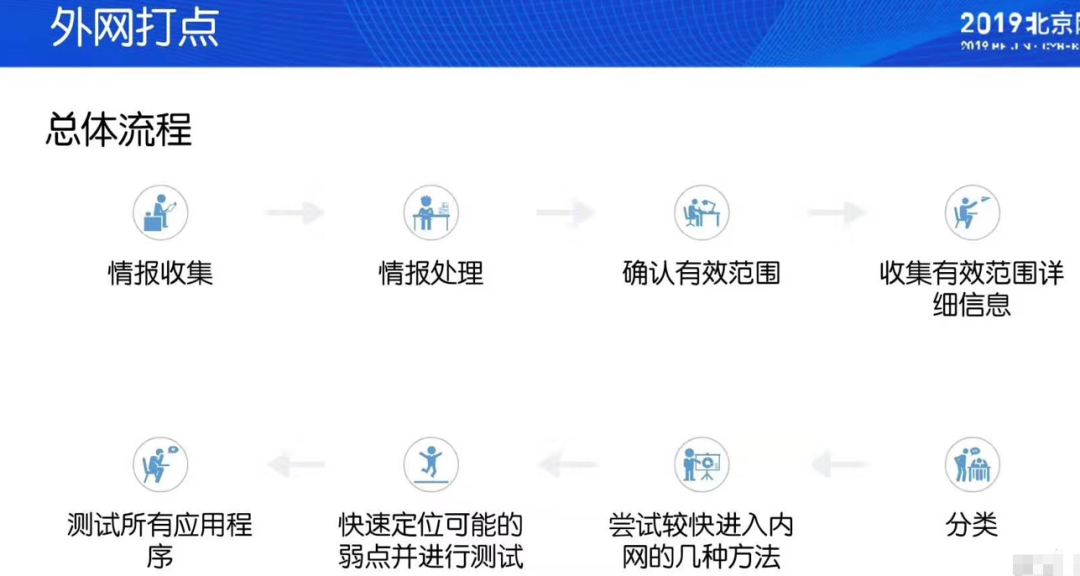 外网打点
2019北京
总体流程
情报收集
情报处理
确认有效范围
收集有效范围详
细信息
测试所有应用程
序
快速定位可能的
弱点并进行测试
尝试较快进入内
网的几种方法
分类